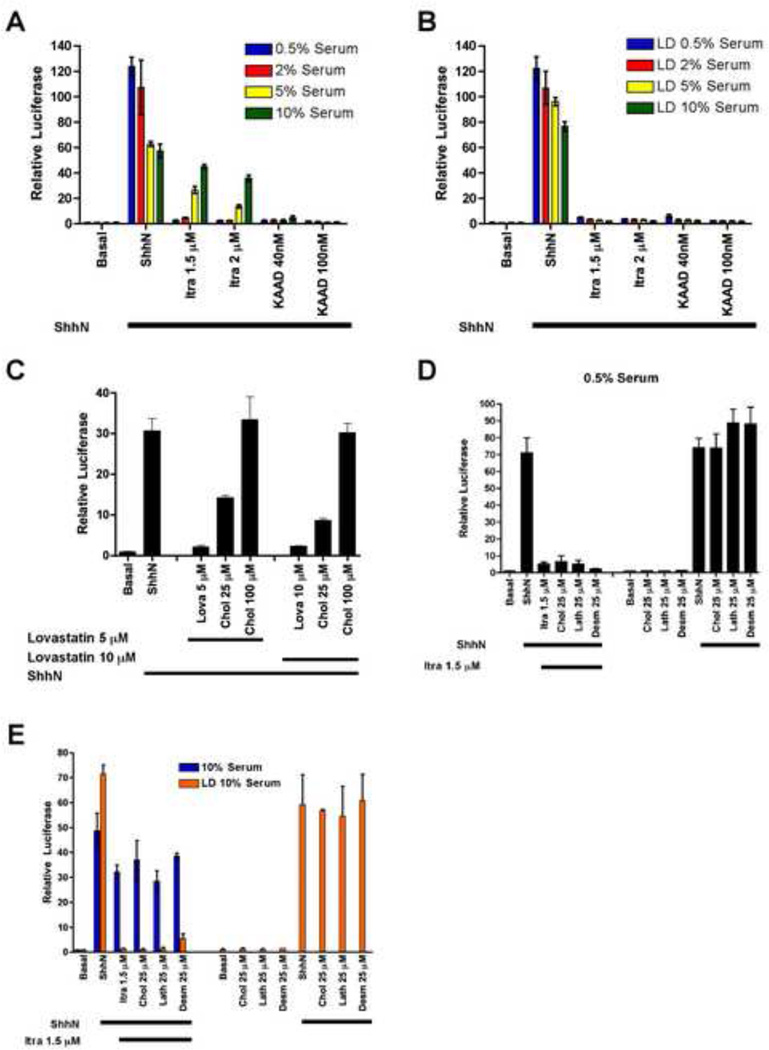 A
140
120
100
80
60
40
20
0
Relative Luciferase
0.5% Serum
2% Serum
5% Serum
10% Serum
Basal
ShhN
Itra 1.5 µM
Itra 2 µM
KAAD 40nM
KAAD 100nM
ShhN
B
140
120
100
80
60
40
20
0
Relative Luciferase
LD 0.5% Serum
LD 2% Serum
LD 5% Serum
LD 10% Serum
Basal
ShhN
Itra 1.5 µM
Itra 2 µM
KAAD 40nM
KAAD 100nM
ShhN
C
40
30
20
10
0
Relative Luciferase
Basal
ShhN
Lova 5 µM
Chol 25 µM
Chol 100 µM
Lova 10 µM
Chol 25 µM
Chol 100 µM
Lovastatin 5 µM
Lovastatin 10 µM
ShhN
D
0.5% Serum
100
90
80
70
60
50
40
30
20
10
0
Relative Luciferase
Basal
ShhN
Itra 1.5 µM
Chol 25 µM
Lath 25 µM
Desm 25 µM
Basal
Chol 25 µM
Lath 25 µM
Desm 25 µM
ShhN
Chol 25 µM
Lath 25 µM
Desm 25 µM
ShhN
Itra 1.5 µM
E
80
70
60
50
40
30
20
10
0
Relative Luciferase
10% Serum
LD 10% Serum
Basal
ShhN
Itra 1.5 µM
Chol 25 µM
Lath 25 µM
Desm 25 µM
Basal
Chol 25 µM
Lath 25 µM
Desm 25 µM
ShhN
Chol 25 µM
Lath 25 µM
Desm 25 µM
ShhN
Itra 1.5 µM